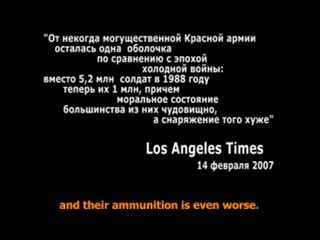 "От некогда могущественной Красной армии
осталась одна оболочка
по сравнению с эпохой
холодной войны:
вместо 5,2 млн солдат в 1988 году
теперь их 1 млн, причем
моральное состояние
большинства из них чудовищно,
а снаряжение того хуже"
Los Angeles Times
14 февраля 2007
and their ammunition is even worse.